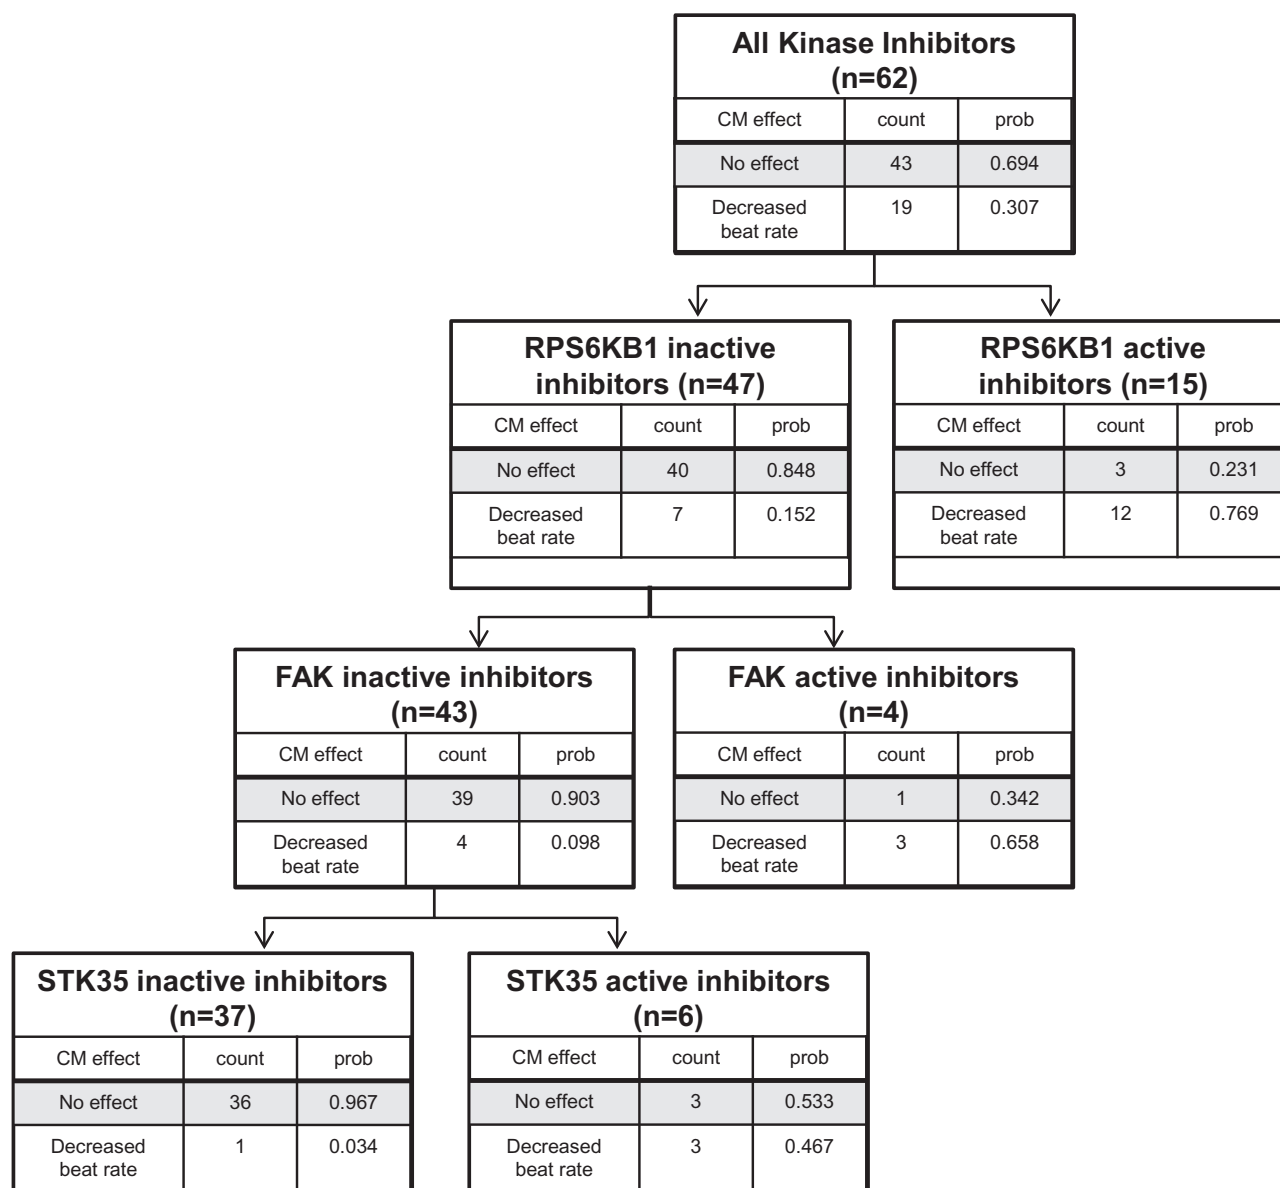 All Kinase Inhibitors
(n=62)
CM effect count prob
No effect 43 0.694
Decreased
beat rate 19 0.307
RPS6KB1 inactive
inhibitors (n=47)
CM effect count prob
No effect 40 0.848
Decreased
beat rate 7 0.152
RPS6KB1 active
inhibitors (n=15)
CM effect count prob
No effect 3 0.231
Decreased
beat rate 12 0.769
FAK inactive inhibitors
(n=43)
CM effect count prob
No effect 39 0.903
Decreased
beat rate 4 0.098
FAK active inhibitors
(n=4)
CM effect count prob
No effect 1 0.342
Decreased
beat rate 3 0.658
STK35 inactive inhibitors
(n=37)
CM effect count prob
No effect 36 0.967
Decreased
beat rate 1 0.034
STK35 active inhibitors
(n=6)
CM effect count prob
No effect 3 0.533
Decreased
beat rate 3 0.467